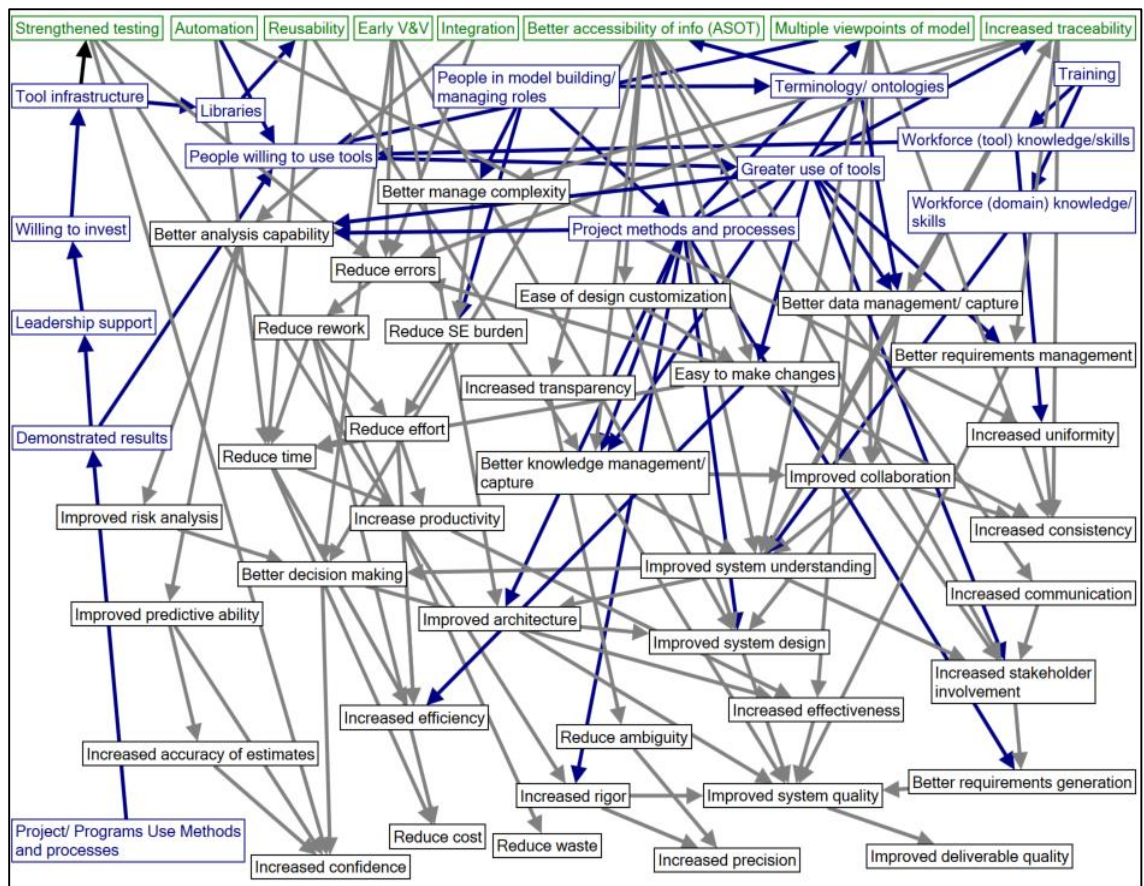 Strengthened testing
Automation
Reusability
Early V&V
Integration
Better accessibility of info (ASOT)
Multiple viewpoints of model
Increased traceability
People in model building/
managing roles
Training
Tool infrastructure
Terminology/ ontologies
Libraries
Workforce (tool) knowledge/skills
People willing to use tools
Greater use of tools
Better manage complexity
Workforce (domain) knowledge/
skills
Willing to invest
Better analysis capability
Project methods and processes
Reduce errors
Ease of design customization
Better data management/ capture
Leadership support
Reduce rework
Reduce SE burden
Better requirements management
Increased transparency
Easy to make changes
Demonstrated results
Reduce effort
Increased uniformity
Reduce time
Better knowledge management/
capture
Improved collaboration
Improved risk analysis
Increase productivity
Increased consistency
Better decision making
Improved system understanding
Increased communication
Improved predictive ability
Improved architecture
Improved system design
Increased stakeholder
involvement
Increased efficiency
Increased effectiveness
Reduce ambiguity
Increased accuracy of estimates
Better requirements generation
Increased rigor
Improved system quality
Project/ Programs Use Methods
and processes
Reduce cost
Reduce waste
Increased confidence
Increased precision
Improved deliverable quality